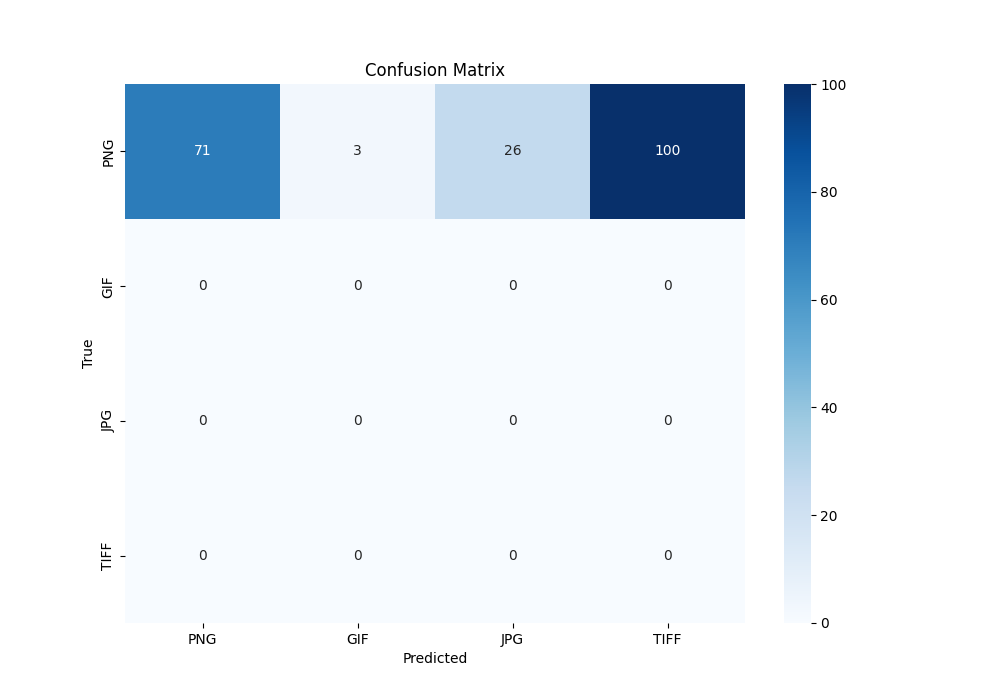 Confusion Matrix
PNG 71 3 26 100
GIF 0 0 0 0
JPG 0 0 0 0
TIFF 0 0 0 0
True
PNG GIF JPG TIFF
Predicted
100
80
60
40
20
0